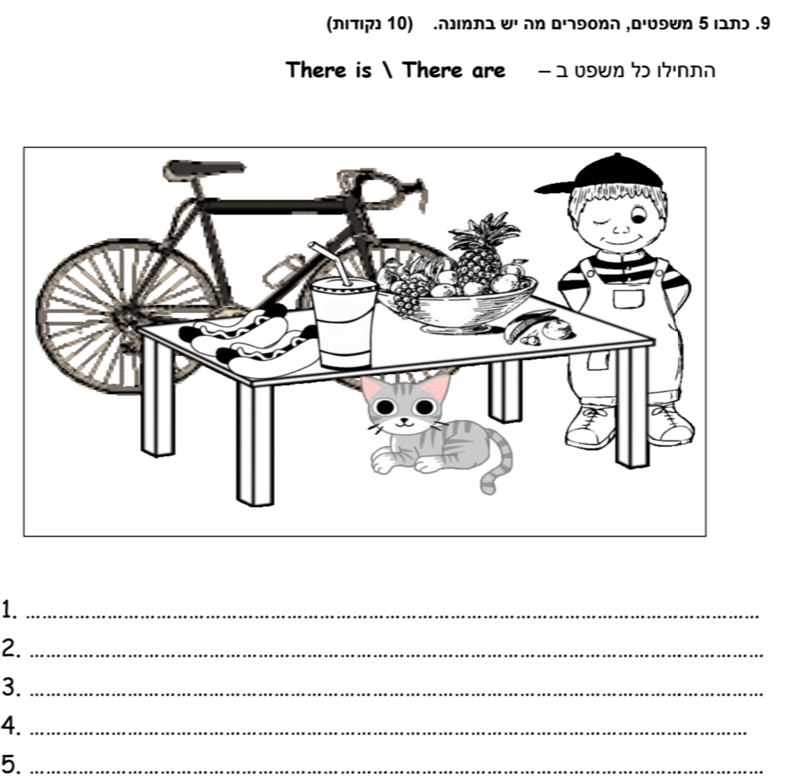 9. כתבו 5 משפטים, המספרים מה יש בתמונה. (10 נקודות)
התחילו כל משפט ב – There is \ There are
1. ................................................................................
2. ................................................................................
3. ................................................................................
4. ................................................................................
5. ................................................................................